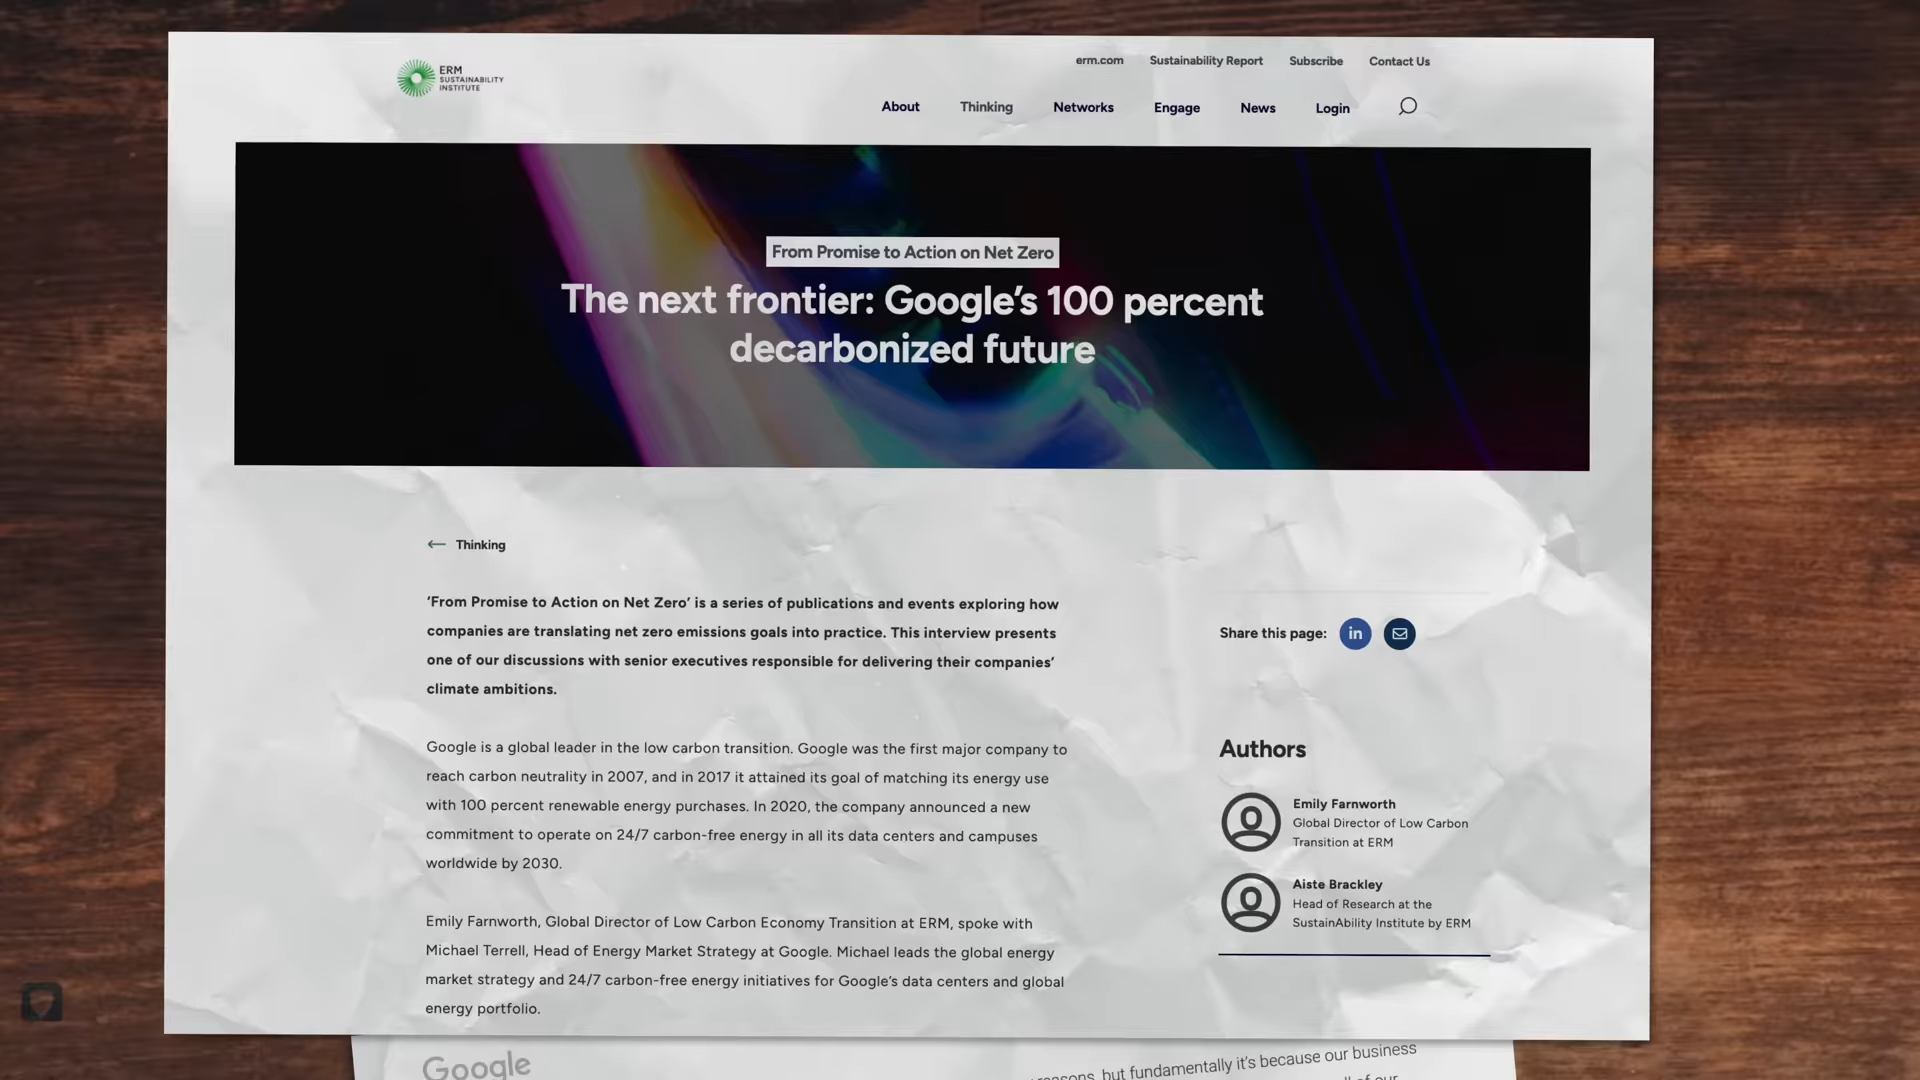 ERM
SUSTAINABILITY
INSTITUTE
erm.com Sustainability Report Subscribe Contact Us
About Thinking Networks Engage News Login
From Promise to Action on Net Zero
The next frontier: Google’s 100 percent
decarbonized future
Thinking
‘From Promise to Action on Net Zero’ is a series of publications and events exploring how
companies are translating net zero emissions goals into practice. This interview presents
one of our discussions with senior executives responsible for delivering their companies’
climate ambitions.
Google is a global leader in the low carbon transition. Google was the first major company to
reach carbon neutrality in 2007, and in 2017 it attained its goal of matching its energy use
with 100 percent renewable energy purchases. In 2020, the company announced a new
commitment to operate on 24/7 carbon-free energy in all its data centers and campuses
worldwide by 2030.
Emily Farnworth, Global Director of Low Carbon Economy Transition at ERM, spoke with
Michael Terrell, Head of Energy Market Strategy at Google. Michael leads the global energy
market strategy and 24/7 carbon-free energy initiatives for Google’s data centers and global
energy portfolio.
Share this page: in
Authors
Emily Farnworth
Global Director of Low Carbon
Transition at ERM
Aiste Brackley
Head of Research at the
SustainAbility Institute by ERM
Google
but fundamentally it’s because our business